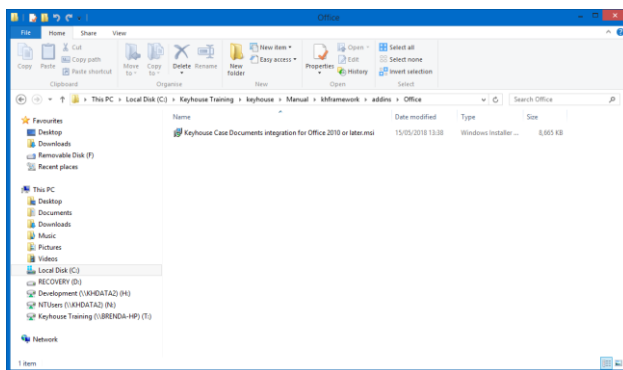 Office
File Home Share View
Copy
Paste
Cut
Copy path
Paste shortcut
Clipboard
Move to
Copy to
Delete
Rename
Organise
New folder
New item
Easy access
New
Properties
Open
Edit
History
Open
Select all
Select none
Invert selection
Select
This PC Local Disk (C:) Keyhouse Training keyhouse Manual khframework addins Office
Search Office
Name Date modified Type Size
Keyhouse Case Documents integration for Office 2010 or later.msi 15/05/2018 13:38 Windows Installer ... 8,665 KB
Favourites
Desktop
Downloads
Removable Disk (F)
Recent places
This PC
Desktop
Documents
Downloads
Music
Pictures
Videos
Local Disk (C:)
RECOVERY (D:)
Development (\\KHDATA2) (H:)
NTUsers (\\KHDATA2) (N:)
Keyhouse Training (\\BRENDA-HP) (T:)
Network
1 item